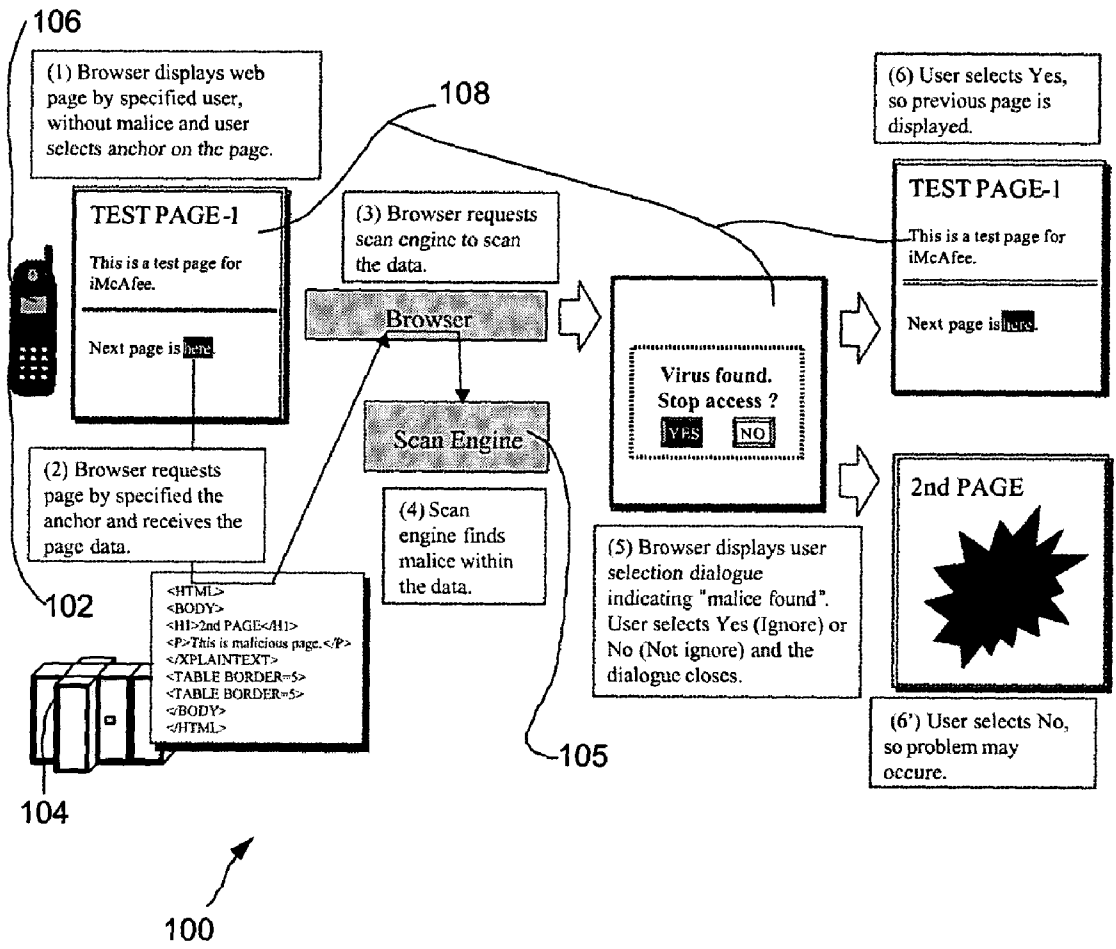 106
(1) Browser displays web
page by specified user,
without malice and user
selects anchor on the page.
108
(6) User selects Yes,
so previous page is
displayed.
TEST PAGE-1
This is a test page for
iMcAfee.
Next page is here.
(3) Browser requests
scan engine to scan
the data.
Browser
Scan Engine
Virus found.
Stop access ?
YES
NO
TEST PAGE-1
This is a test page for
iMcAfee.
Next page is here.
(2) Browser requests
page by specified the
anchor and receives the
page data.
(4) Scan
engine finds
malice within
the data.
(5) Browser displays user
selection dialogue
indicating "malice found".
User selects Yes (Ignore) or
No (Not ignore) and the
dialogue closes.
2nd PAGE
102
<HTML>
<BODY>
<H1>2nd PAGE</H1>
<P>This is malicious page.</P>
</XPLAINTEXT>
<TABLE BORDER=5>
<TABLE BORDER=5>
</BODY>
</HTML>
(6') User selects No,
so problem may
occure.
105
104
100